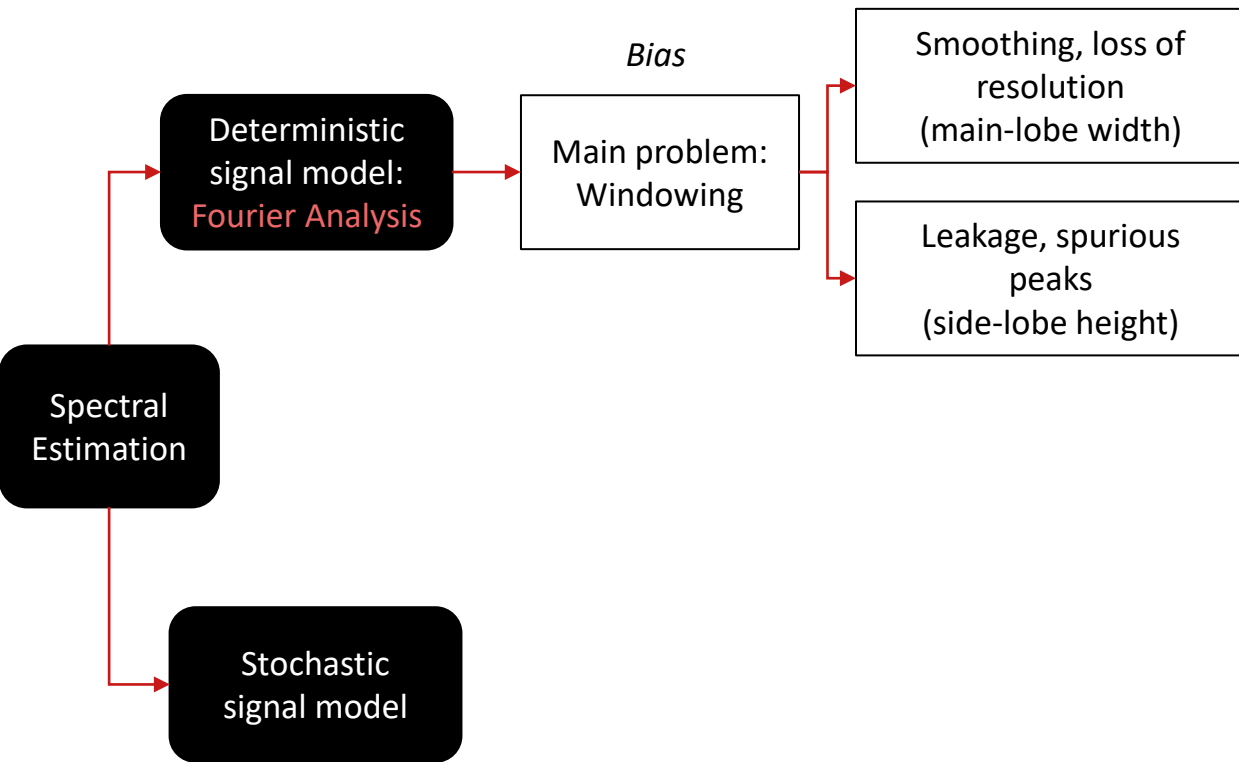 Bias
Smoothing, loss of
resolution
(main-lobe width)
Deterministic
signal model:
Fourier Analysis
Main problem:
Windowing
Leakage, spurious
peaks
(side-lobe height)
Spectral
Estimation
Stochastic
signal model